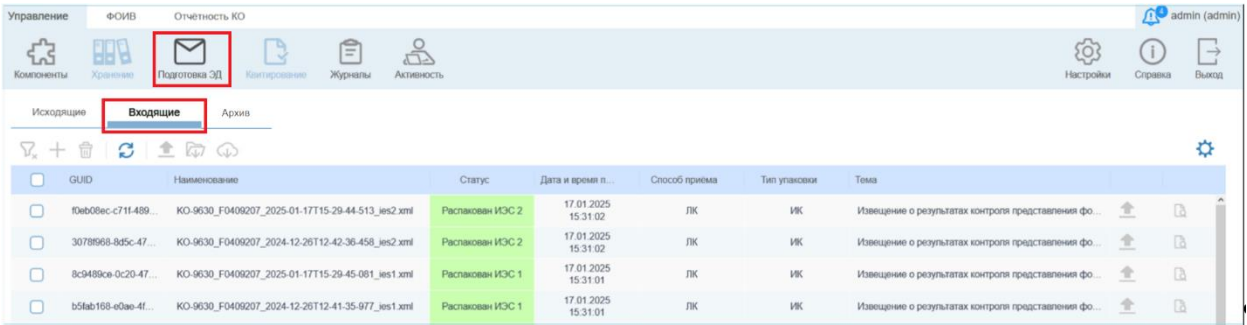 Управление ФОИВ Отчётность КО 4 admin (admin)
Компоненты Хранение Подготовка ЭД Квитирование Журналы Активность Настройки Справка Выход
Исходящие Входящие Архив
GUID Наименование Статус Дата и время п... Способ приёма Тип упаковки Тема
f0eb08ec-c71f-489... KO-9630_F0409207_2025-01-17T15-29-44-513_ies2.xml Распакован ИЭС 2 17.01.2025 15:31:02 ЛК ИК Извещение о результатах контроля представления фо...
3078f968-8d5c-47... KO-9630_F0409207_2024-12-26T12-42-36-458_ies2.xml Распакован ИЭС 2 17.01.2025 15:31:02 ЛК ИК Извещение о результатах контроля представления фо...
8c9489ce-0c20-47... KO-9630_F0409207_2025-01-17T15-29-45-081_ies1.xml Распакован ИЭС 1 17.01.2025 15:31:01 ЛК ИК Извещение о результатах контроля представления фо...
b5fab168-e0ae-4f... KO-9630_F0409207_2024-12-26T12-41-35-977_ies1.xml Распакован ИЭС 1 17.01.2025 15:31:01 ЛК ИК Извещение о результатах контроля представления фо...